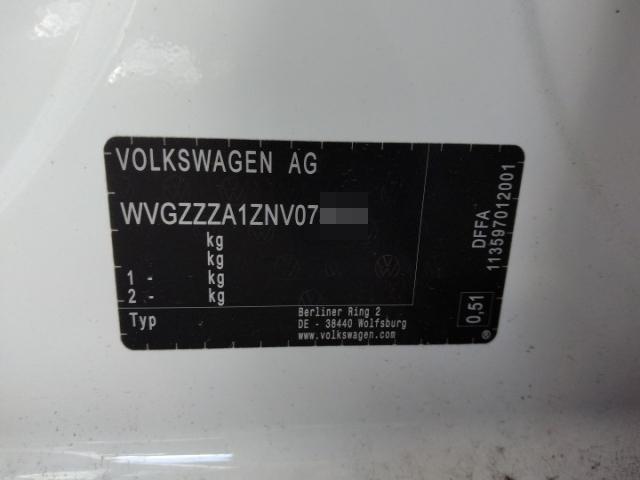 VOLKSWAGEN AG
WVGZZZA1ZNV07
kg
kg
1 - kg
2 - kg
Typ
Berliner Ring 2
DE - 38440 Wolfsburg
www.volkswagen.com
DFFA
113597012001
0,51
®